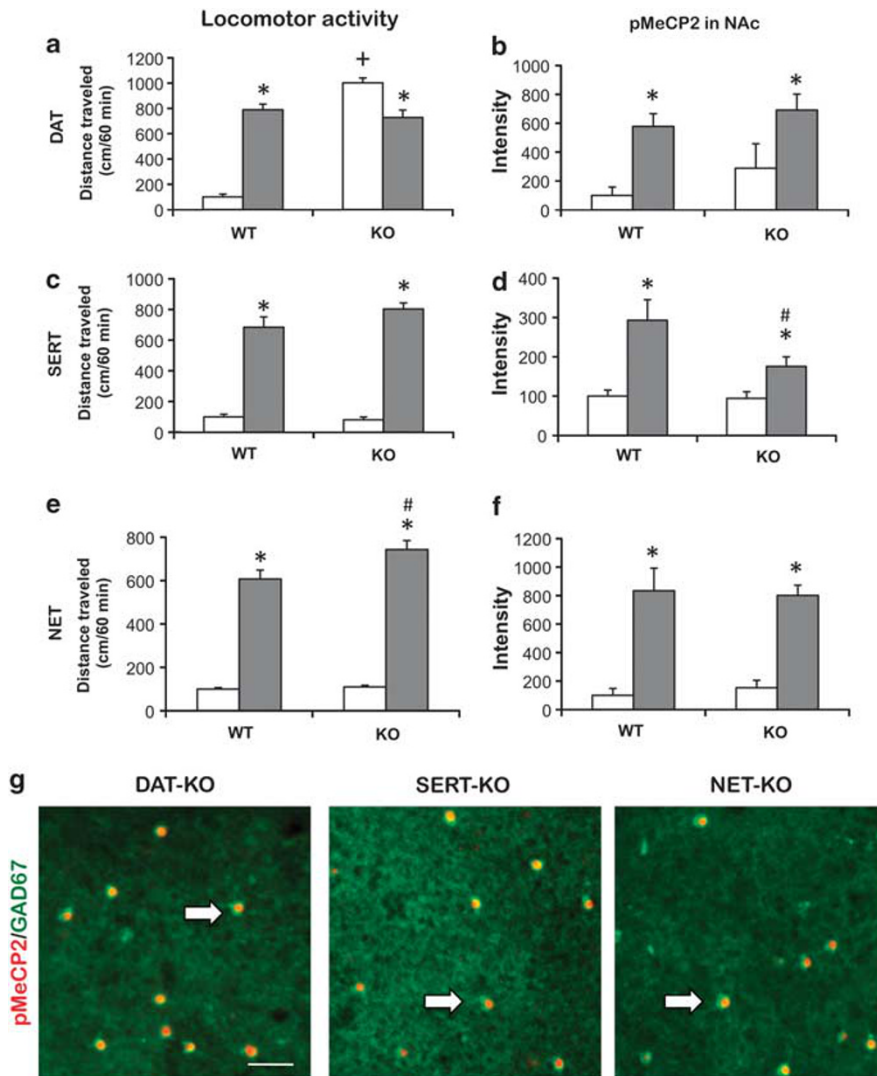 Locomotor activity
pMeCP2 in NAc
a
DAT
Distance traveled
(cm/60 min)
1200
1000
800
600
400
200
0
*
+
*
WT
KO
b
Intensity
1000
800
600
400
200
0
*
*
WT
KO
c
SERT
Distance traveled
(cm/60 min)
1000
800
600
400
200
0
*
*
WT
KO
d
Intensity
400
300
200
100
0
*
#
*
WT
KO
e
NET
Distance traveled
(cm/60 min)
800
600
400
200
0
*
#
*
WT
KO
f
Intensity
1200
1000
800
600
400
200
0
*
*
WT
KO
g
DAT-KO
SERT-KO
NET-KO
pMeCP2/GAD67